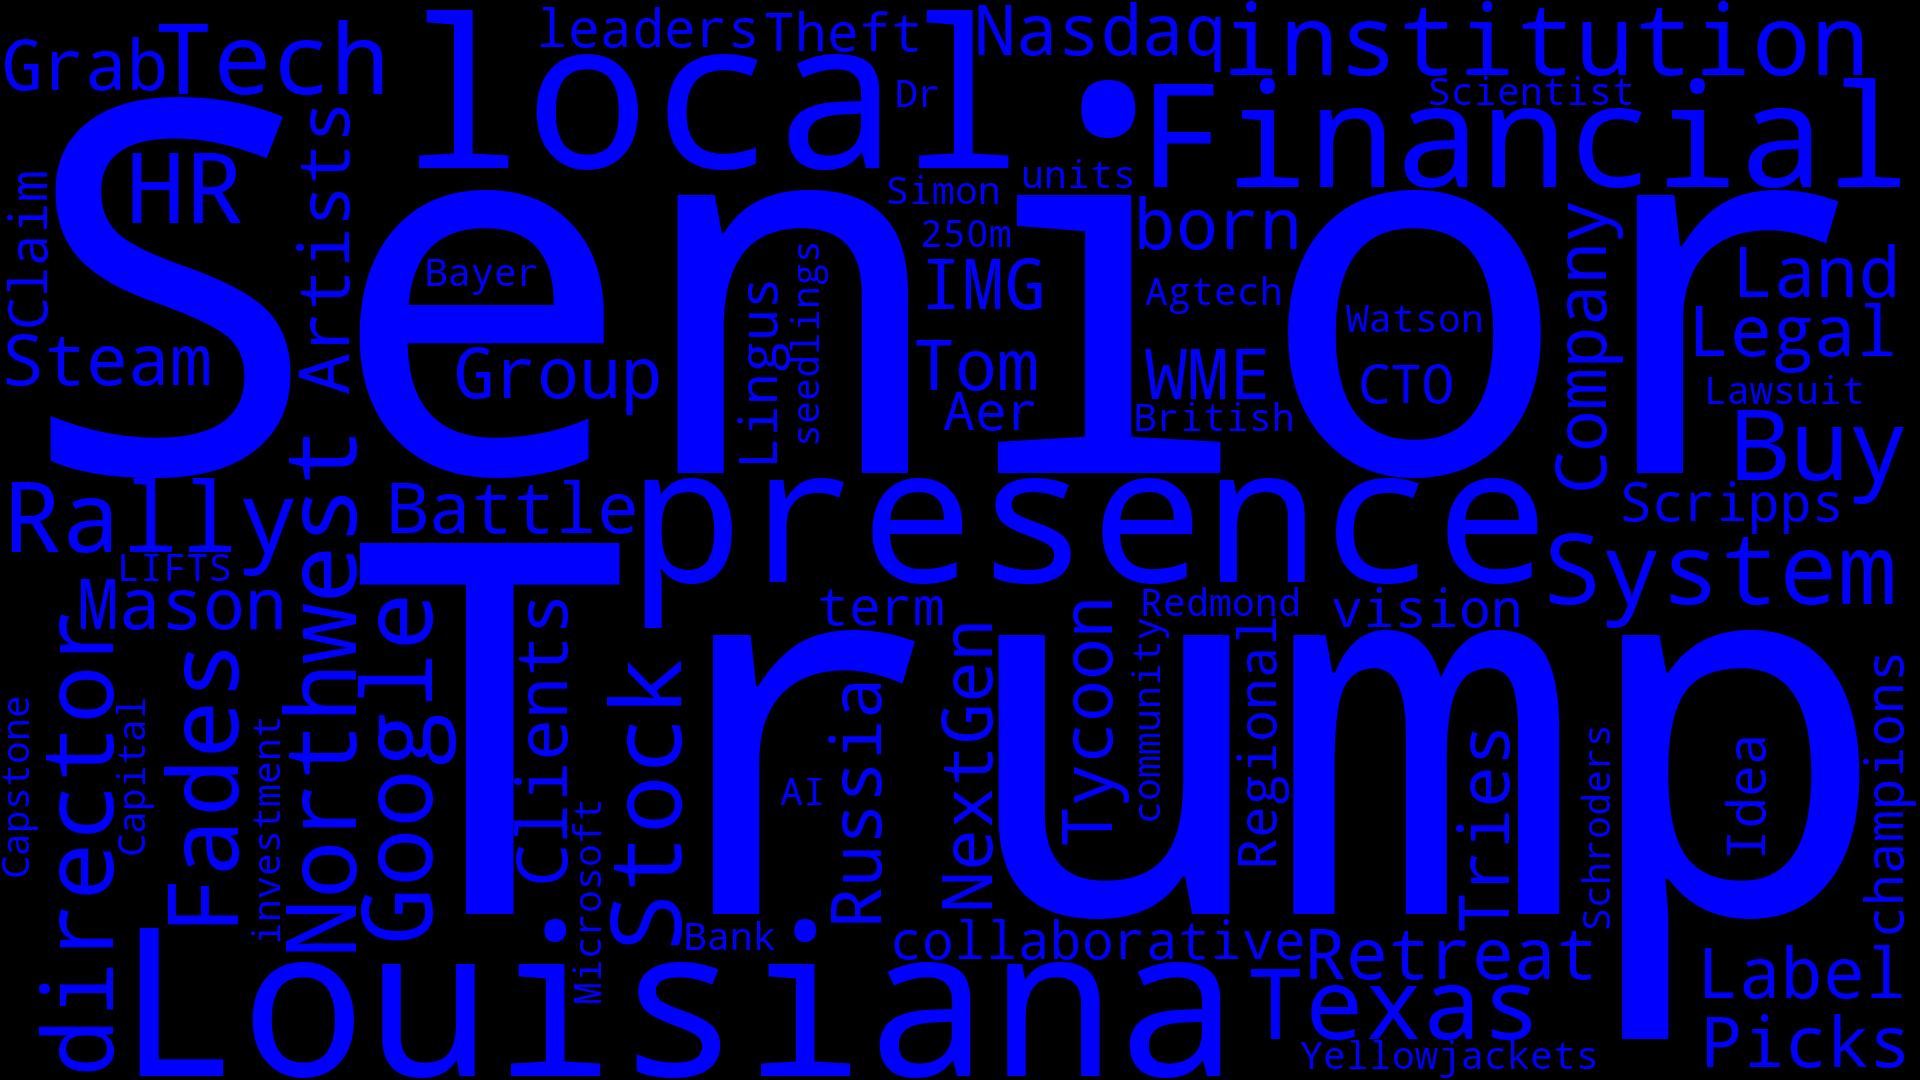 leaders
Theft
Nasdaq
institution
Grab
Tech
local
Dr
Scientist
Financial
Artists
HR
SClaim
Senior
Simon
units
250m
born
IMG
Bayer
Lingus
seedlings
Agtech
Watson
Company
Land
Legal
Steam
Group
Tom
Aer
WME
British
CTO
Lawsuit
Buy
Rally
Battle
presence
Scripps
System
LIFTS
Mason
Northwest
term
Redmond
vision
director
Fades
Google
Clients
Stock
Trump
Russia
AI
NextGen
Tycoon
community
Regional
Tries
Schroders
Idea
champions
Capstone
Capital
investment
Microsoft
Bank
collaborative
Retreat
Label
Louisiana
Texas
Picks
Yellowjackets